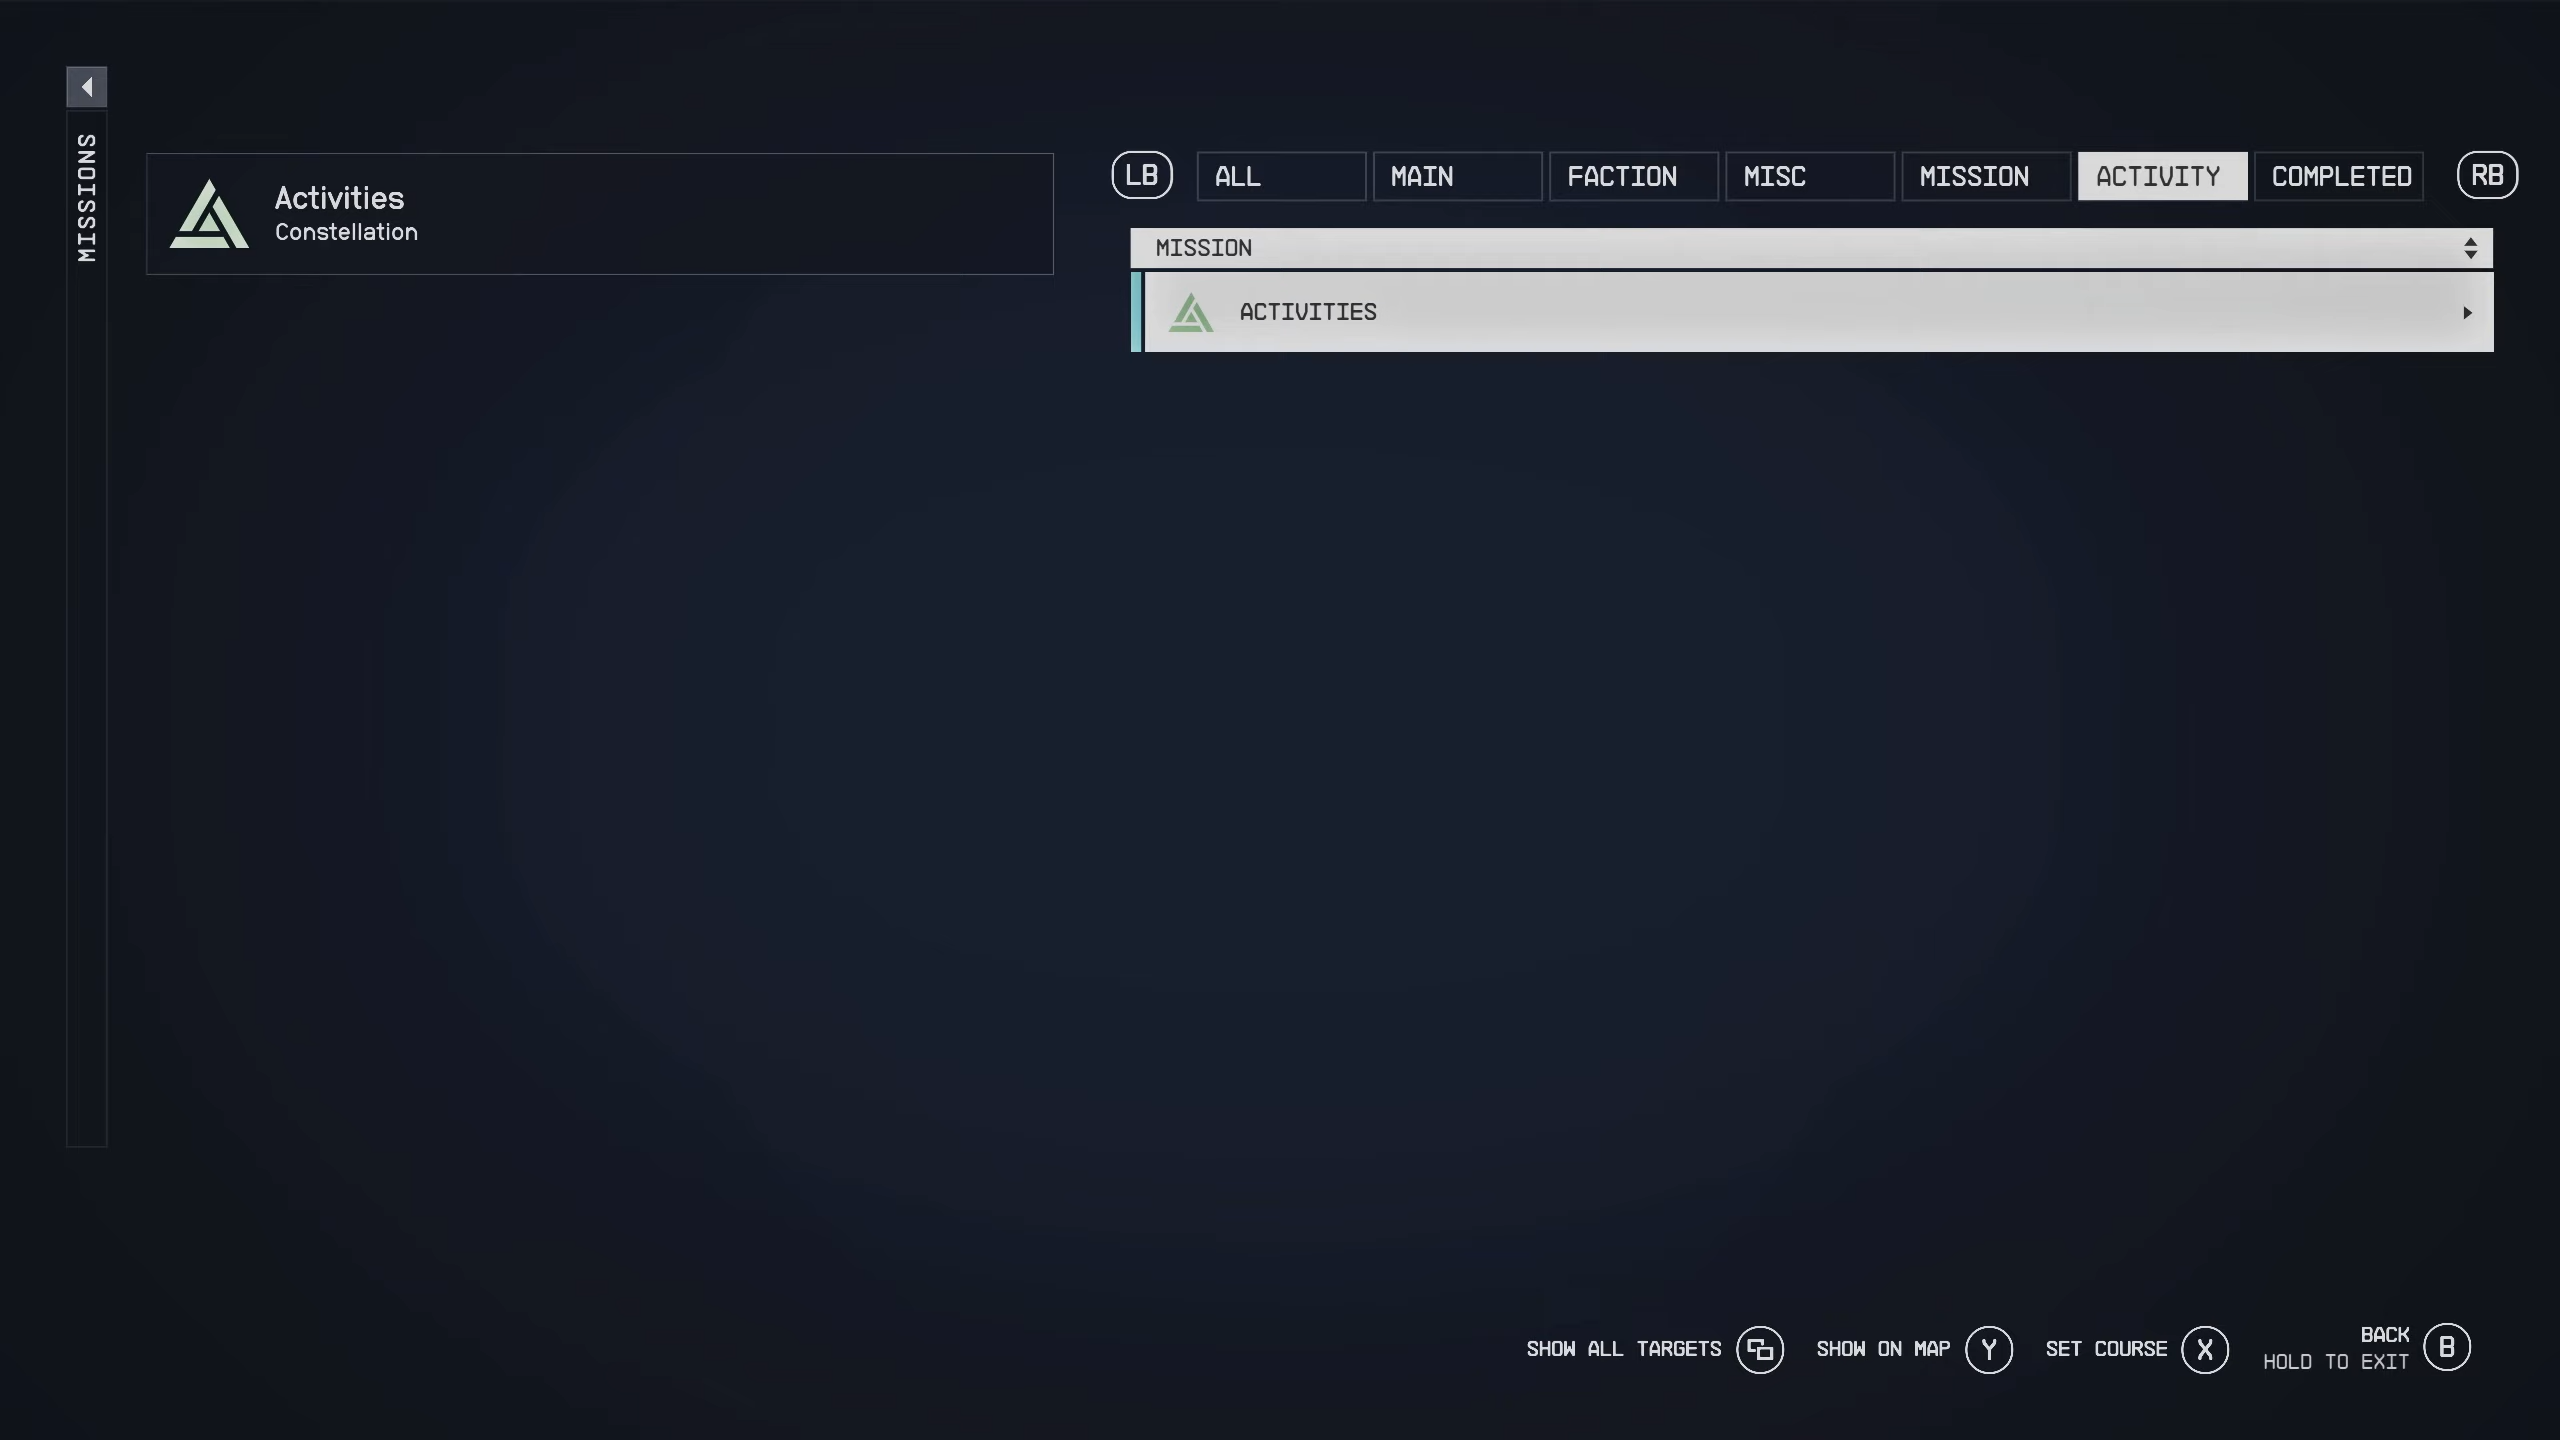 MISSIONS
Activities
Constellation
LB
ALL
MAIN
FACTION
MISC
MISSION
ACTIVITY
COMPLETED
RB
MISSION
ACTIVITIES
SHOW ALL TARGETS
SHOW ON MAP Y
SET COURSE X
BACK B
HOLD TO EXIT